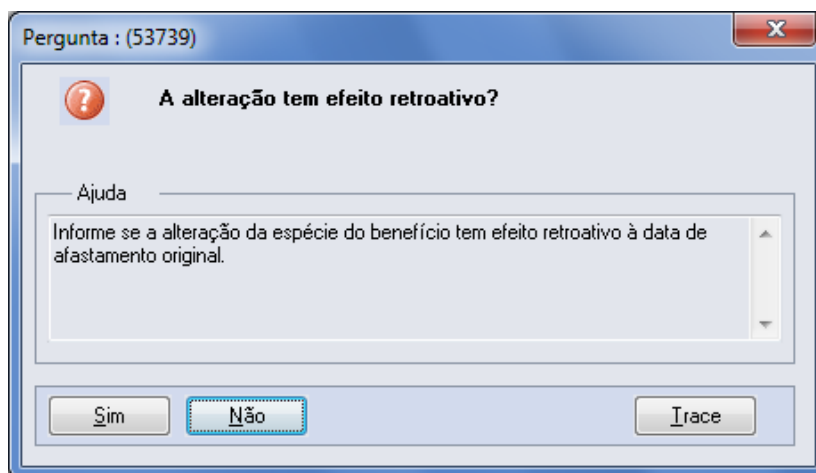 Pergunta : (53739)
x
A alteração tem efeito retroativo?
Ajuda
Informe se a alteração da espécie do benefício tem efeito retroativo à data de
afastamento original.
Sim Não Trace